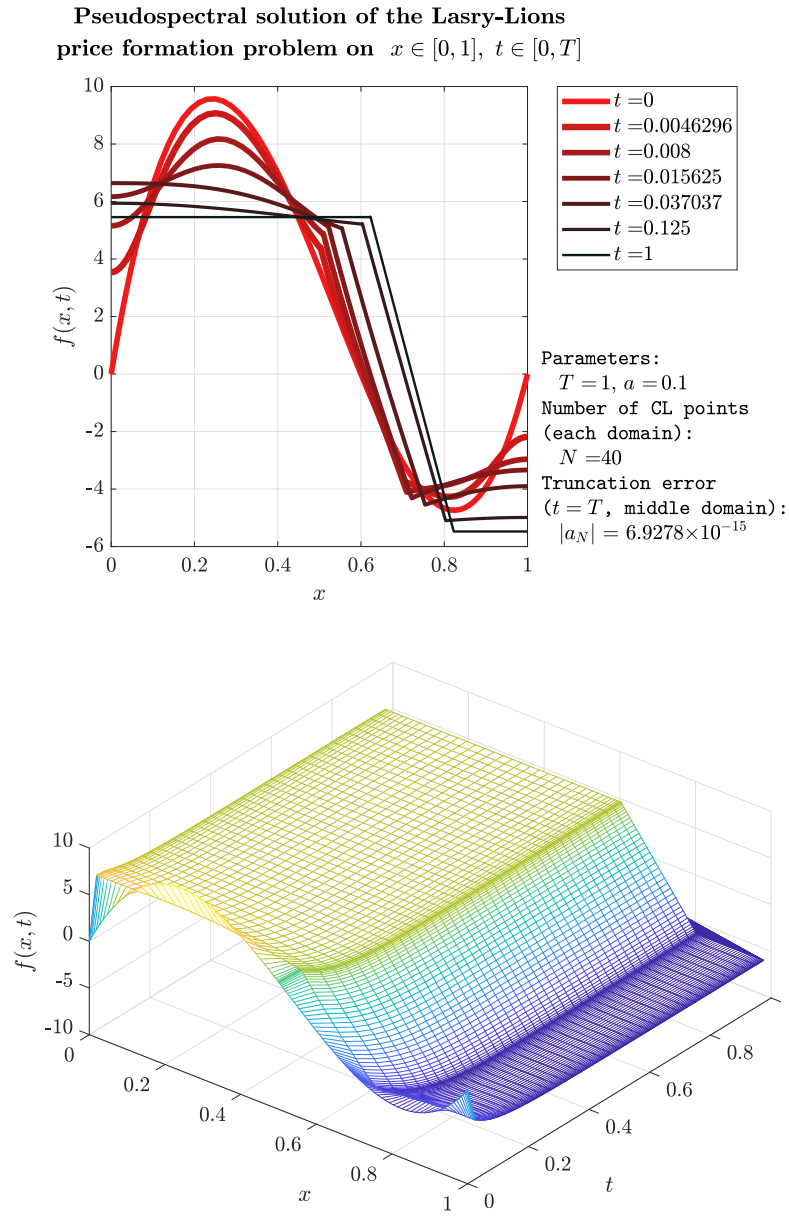 Pseudospectral solution of the Lasry-Lions
price formation problem on x ∈ [0, 1], t ∈ [0, T]
10
8
6
4
2
0
-2
-4
-6
f(x, t)
0 0.2 0.4 0.6 0.8 1
x
t =0
t =0.0046296
t =0.008
t =0.015625
t =0.037037
t =0.125
t =1
Parameters:
T = 1, a = 0.1
Number of CL points
(each domain):
N =40
Truncation error
(t = T, middle domain):
|a_N| = 6.9278×10^{-15}
10
5
0
-5
-10
f(x, t)
0
0.2
0.4
0.6
0.8
1
x
0
0.2
0.4
0.6
0.8
t